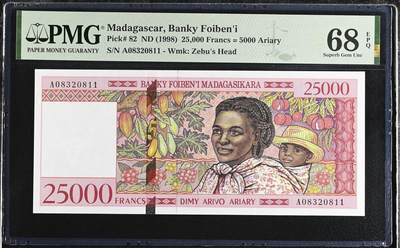 PMG
PAPER MONEY GUARANTY
Madagascar, Banky Foiben'i
Pick# 82 ND (1998) 25,000 Francs = 5000 Ariary
S/N A08320811 - Wmk: Zebu's Head
68 EPQ
Superb Gem Unc
A08320811
BANKY FOIBEN'I MADAGASIKARA
25000
25000
FRANCS
DIMY ARIVO ARIARY
A08320811